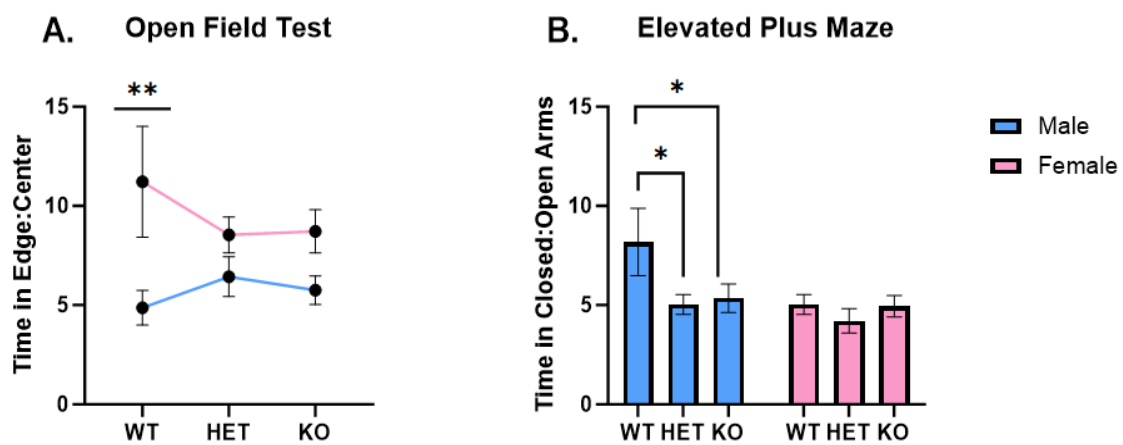 A. Open Field Test
**
15
10
5
0
Time in Edge:Center
WT HET KO
B. Elevated Plus Maze
*
*
15
10
5
0
Time in Closed:Open Arms
WT HET KO WT HET KO
Male
Female